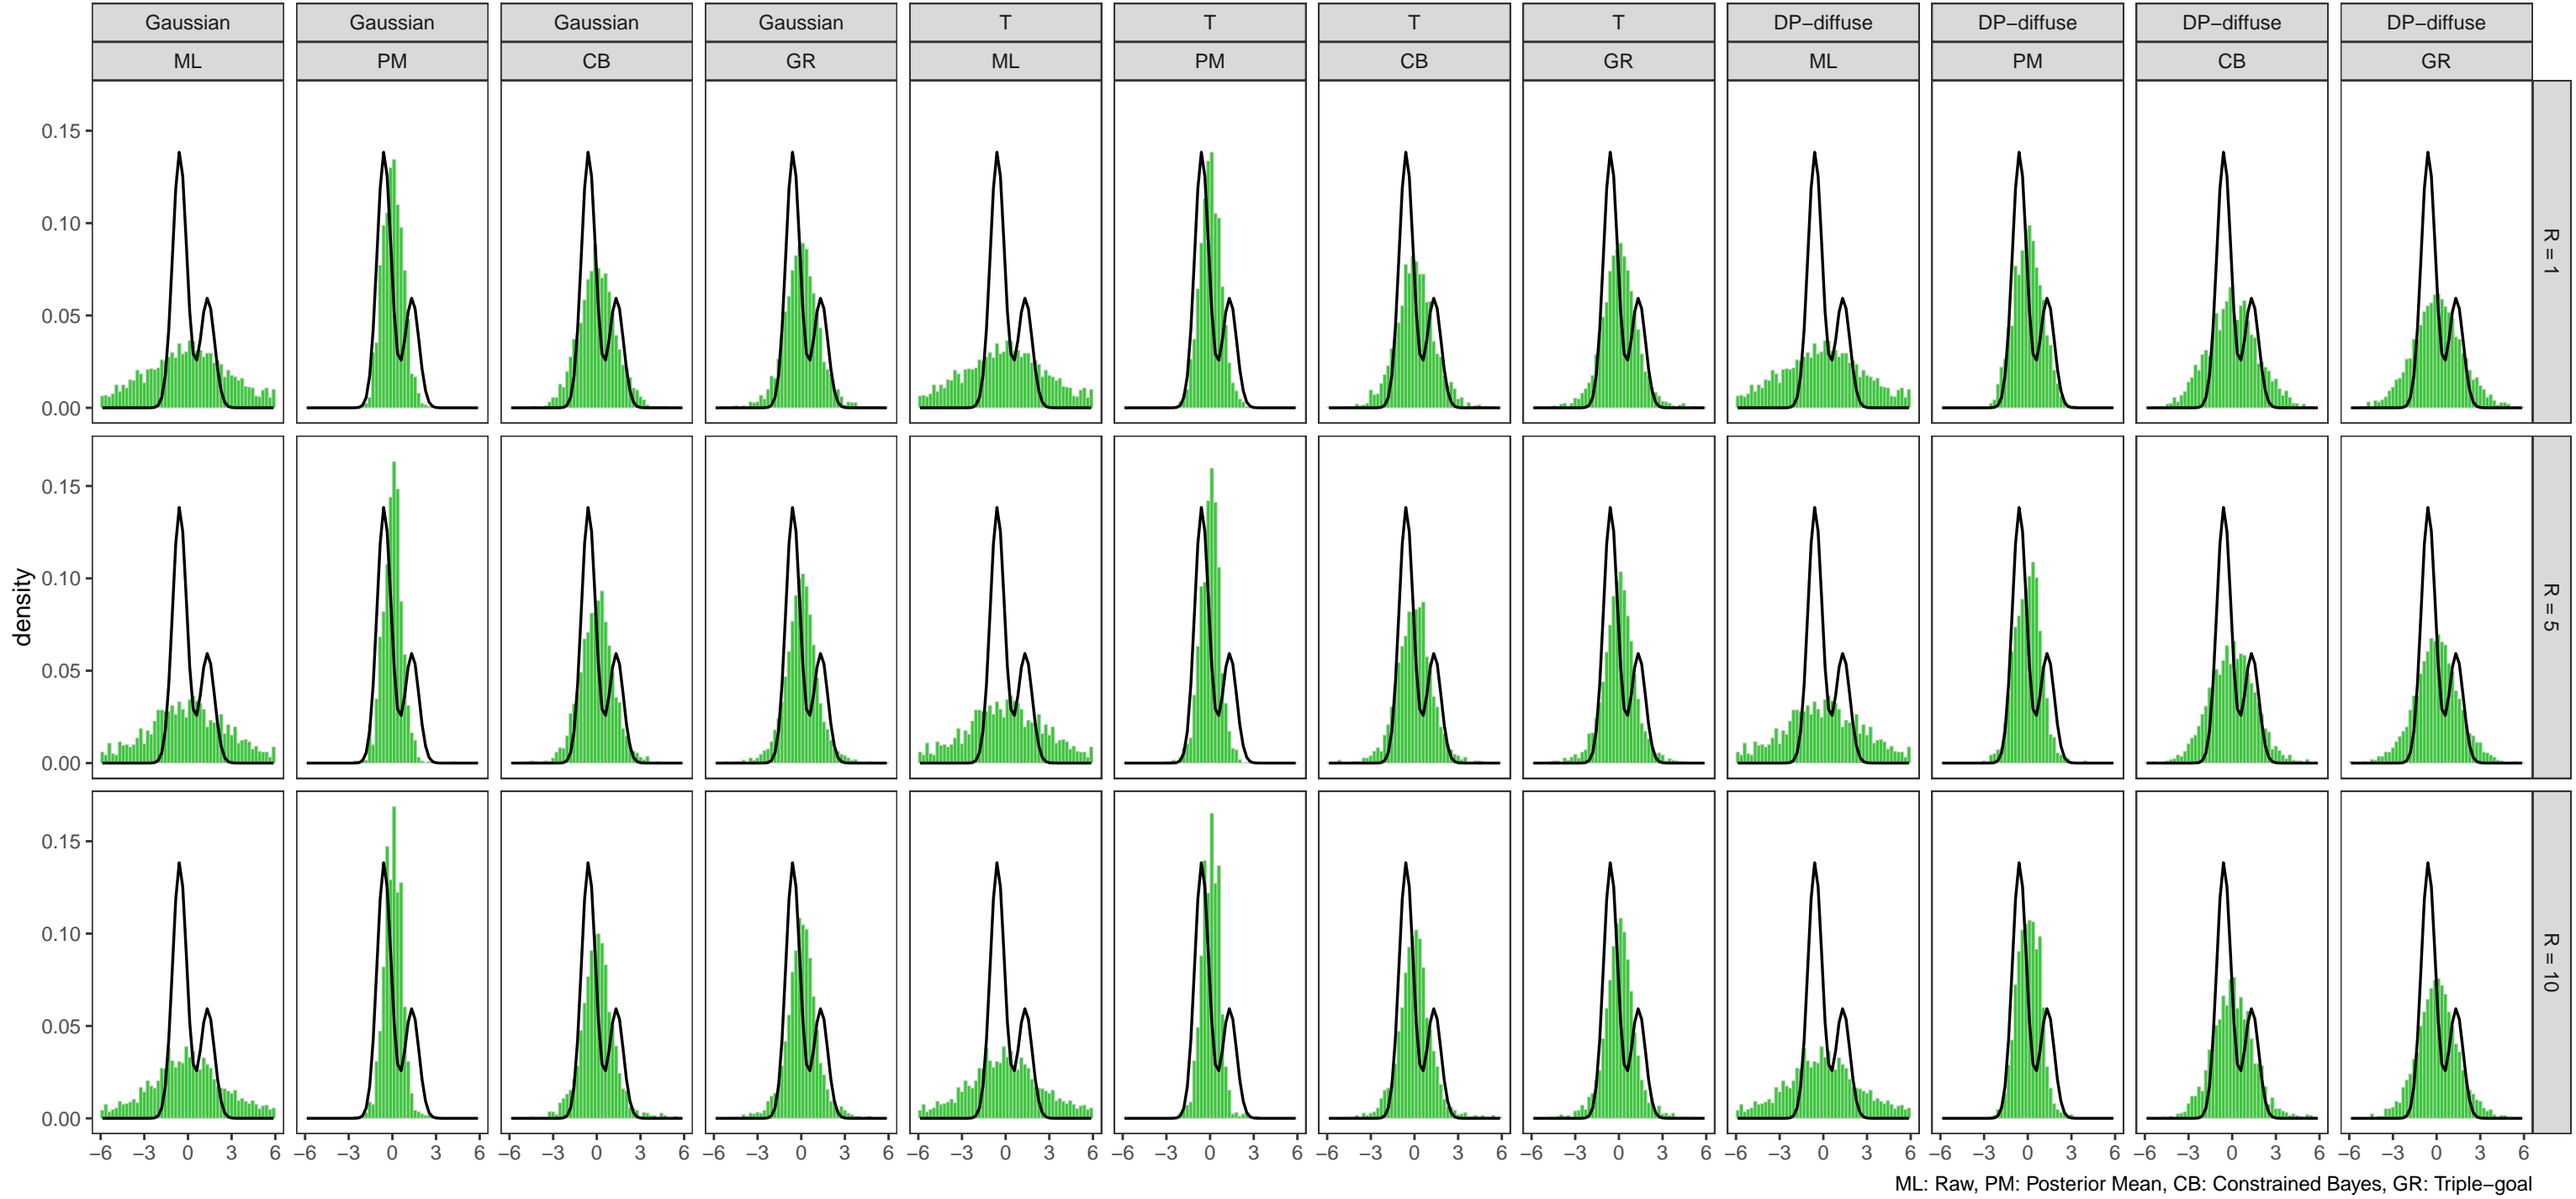 Gaussian Gaussian Gaussian Gaussian T T T T DP−diffuse DP−diffuse DP−diffuse DP−diffuse
ML PM CB GR ML PM CB GR ML PM CB GR
0.15
0.10
0.05
0.00
R = 1
0.15
0.10
0.05
0.00
R = 5
density
0.15
0.10
0.05
0.00
R = 10
−6 −3 0 3 6 −6 −3 0 3 6 −6 −3 0 3 6 −6 −3 0 3 6 −6 −3 0 3 6 −6 −3 0 3 6 −6 −3 0 3 6 −6 −3 0 3 6 −6 −3 0 3 6 −6 −3 0 3 6 −6 −3 0 3 6 −6 −3 0 3 6
ML: Raw, PM: Posterior Mean, CB: Constrained Bayes, GR: Triple−goal